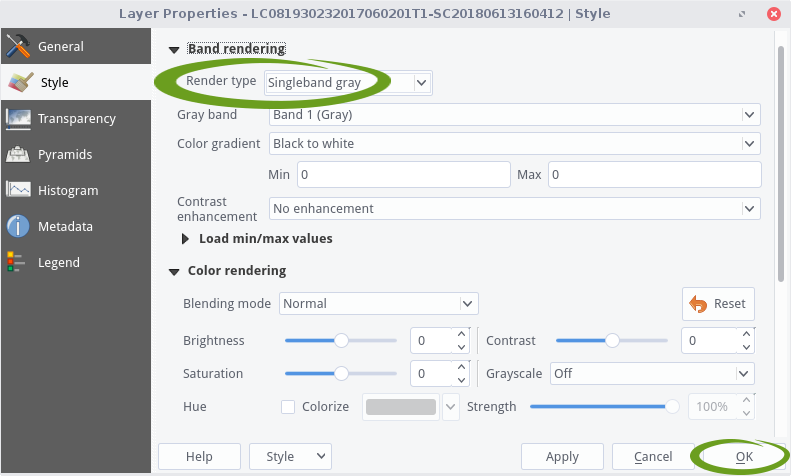 Layer Properties - LC08193023201706020​1T1-SC20180613160412 | Style
General
Style
Transparency
Pyramids
Histogram
Metadata
Legend
Band rendering
Render type Singleband gray
Gray band Band 1 (Gray)
Color gradient Black to white
Min 0 Max 0
Contrast
enhancement No enhancement
Load min/max values
Color rendering
Blending mode Normal Reset
Brightness 0 Contrast 0
Saturation 0 Grayscale Off
Hue Colorize Strength 100%
Help Style Apply Cancel OK